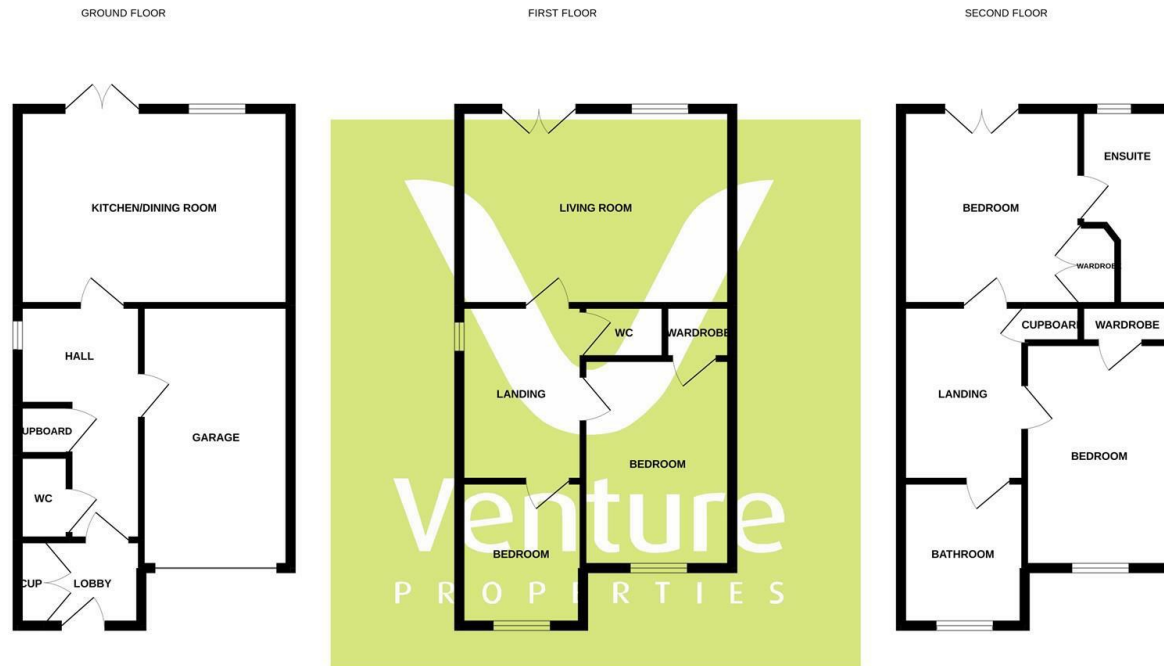 GROUND FLOOR
FIRST FLOOR
SECOND FLOOR
KITCHEN/DINING ROOM
HALL
UPBOARD
GARAGE
WC
CUP
LOBBY
LIVING ROOM
WC
WARDROBE
LANDING
BEDROOM
BEDROOM
Venture
PROPERTIES
ENSUITE
BEDROOM
WARDROBE
CUPBOARD
WARDROBE
LANDING
BEDROOM
BATHROOM